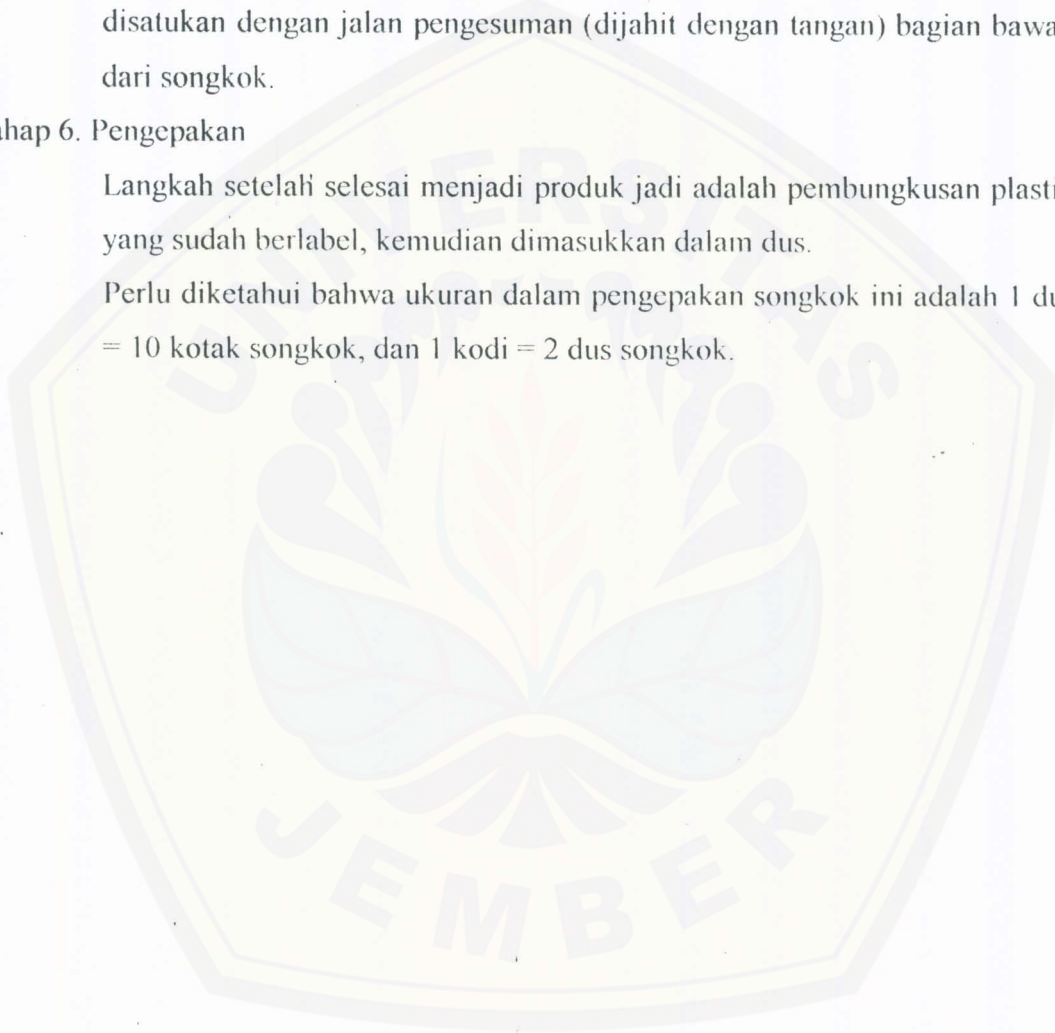 disatukan dengan jalan pengesuman (dijahit dengan tangan) bagian bawa
dari songkok.
ahap 6. Pengepakan
Langkah setelah selesai menjadi produk jadi adalah pembungkusan plasti
yang sudah berlabel, kemudian dimasukkan dalam dus.
Perlu diketahui bahwa ukuran dalam pengepakan songkok ini adalah 1 du
= 10 kotak songkok, dan 1 kodi = 2 dus songkok.
UNIVERSITAS
JEMBER